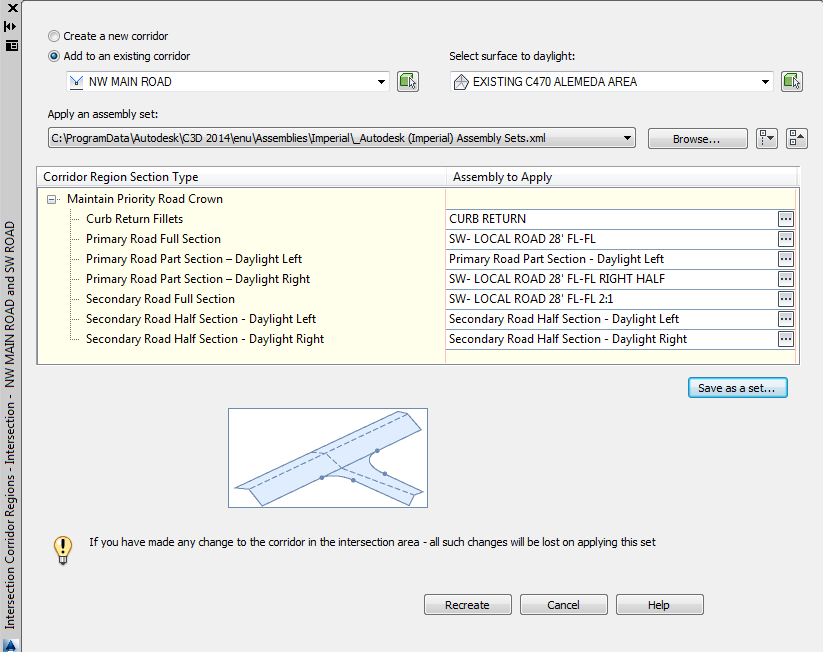 Create a new corridor
Add to an existing corridor
Select surface to daylight:
NW MAIN ROAD
EXISTING C470 ALEMEDA AREA
Apply an assembly set:
C:\ProgramData\Autodesk\C3D 2014\enu\Assemblies\Imperial\_Autodesk (Imperial) Assembly Sets.xml
Browse...
Corridor Region Section Type
Assembly to Apply
Maintain Priority Road Crown
Curb Return Fillets
CURB RETURN
Primary Road Full Section
SW- LOCAL ROAD 28' FL-FL
Primary Road Part Section – Daylight Left
Primary Road Part Section - Daylight Left
Primary Road Part Section – Daylight Right
SW- LOCAL ROAD 28' FL-FL RIGHT HALF
Secondary Road Full Section
SW- LOCAL ROAD 28' FL-FL 2:1
Secondary Road Half Section - Daylight Left
Secondary Road Half Section - Daylight Left
Secondary Road Half Section - Daylight Right
Secondary Road Half Section - Daylight Right
Save as a set...
If you have made any change to the corridor in the intersection area - all such changes will be lost on applying this set
Recreate
Cancel
Help
Intersection Corridor Regions - Intersection - NW MAIN ROAD and SW ROAD